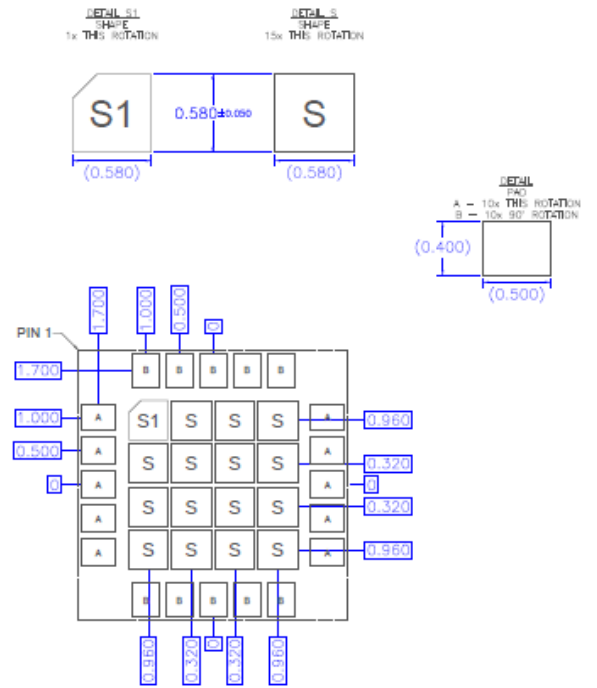 DETAIL S1
SHAPE
1x THIS ROTATION
DETAIL S
SHAPE
15x THIS ROTATION
S1
0.580±0.050
S
(0.580)
(0.580)
DETAIL
PAD
A – 10x THIS ROTATION
B – 10x 90° ROTATION
(0.400)
(0.500)
1.700
1.000
0.500
0
PIN 1
1.700
B B B B B
1.000
A
S1 S S S
A
0.960
0.500
A
S S S S
A
0.320
0
A
A
0
A
S S S S
A
0.320
A
S S S S
A
0.960
B B B B B
0
0.960
0.320
0.320
0.960